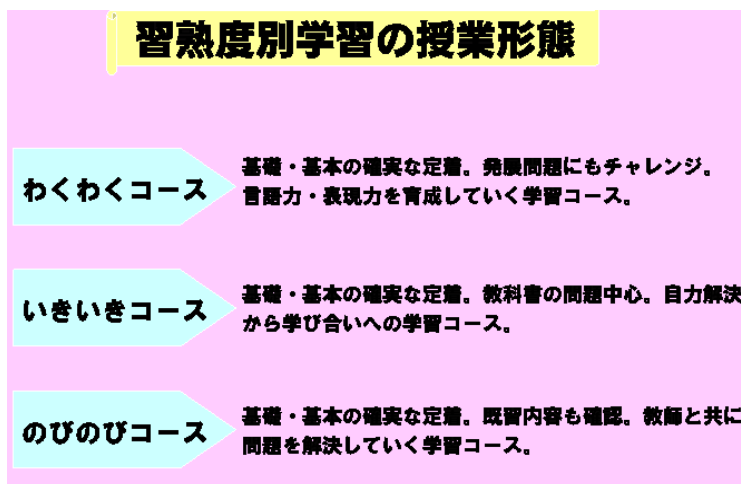 習熟度別学習の授業形態
わくわくコース
基礎・基本の確実な定着。発展問題にもチャレンジ。
言語力・表現力を育成していく学習コース。
いきいきコース
基礎・基本の確実な定着。教科書の問題中心。自力解決
から学び合いへの学習コース。
のびのびコース
基礎・基本の確実な定着。既習内容も確認。教師と共に
問題を解決していく学習コース。